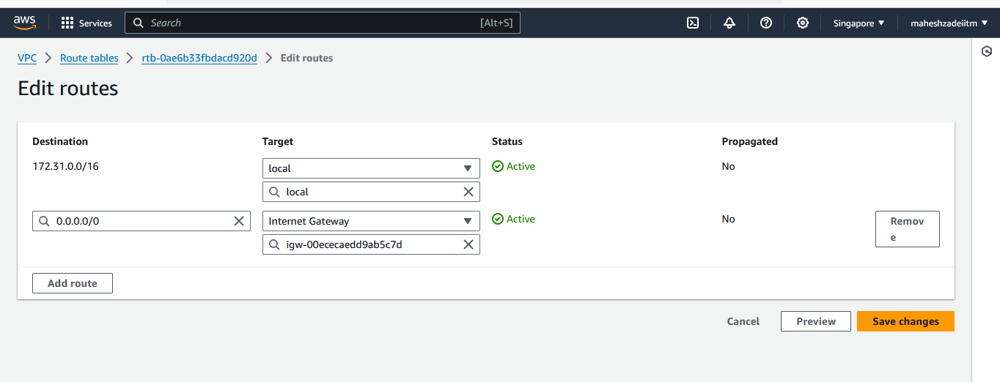 aws
Services
Search
[Alt+S]
Singapore
maheshzadeiitm
VPC > Route tables > rtb-0ae6b33fbdacd920d > Edit routes
Edit routes
Destination Target Status Propagated
172.31.0.0/16 local Active No
local
0.0.0.0/0 Internet Gateway Active No Remov
e
igw-00ececaedd9ab5c7d
Add route
Cancel Preview Save changes